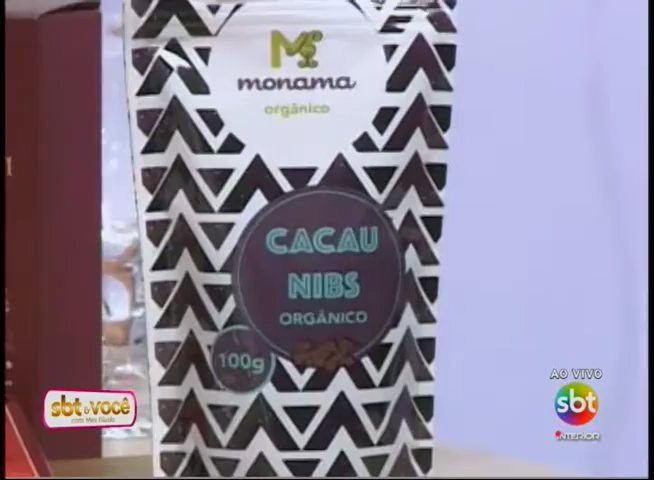 monama
orgânico
CACAU
NIBS
ORGÂNICO
100g
AO VIVO
sbt
INTERIOR
sbt & você